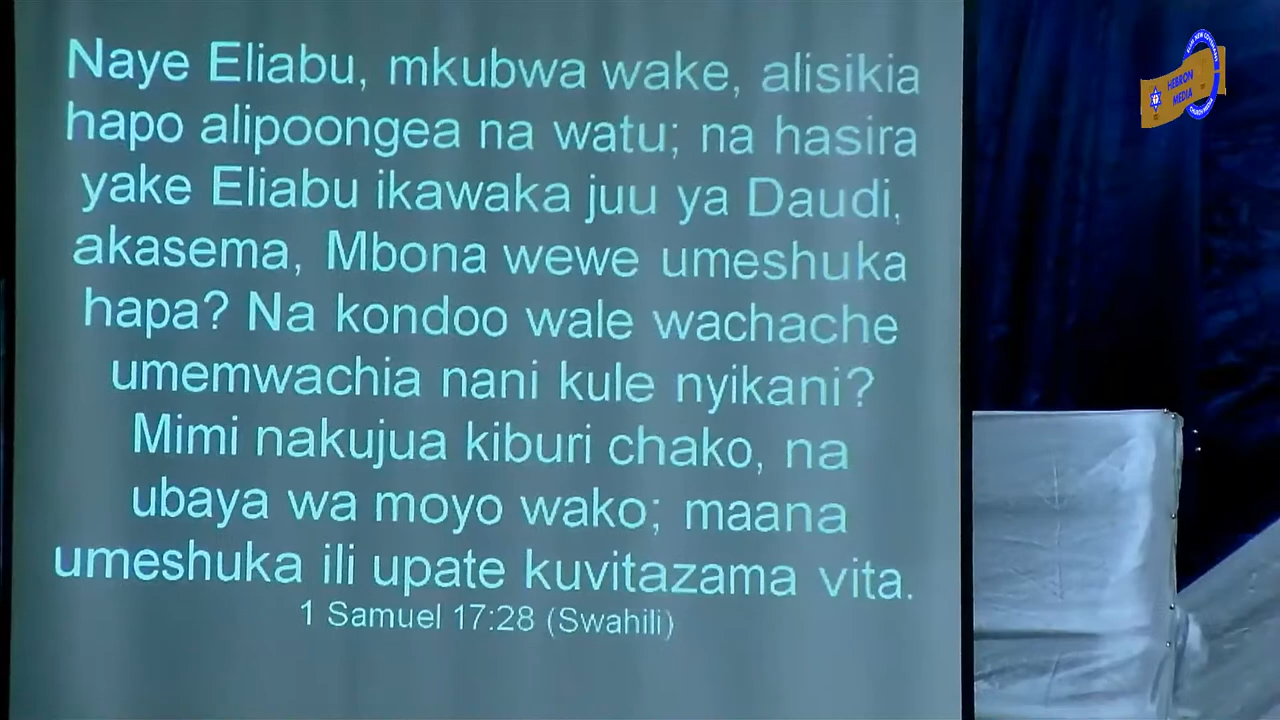 Naye Eliabu, mkubwa wake, alisikia
hapo alipoongea na watu; na hasira
yake Eliabu ikawaka juu ya Daudi,
akasema, Mbona wewe umeshuka
hapa? Na kondoo wale wachache
umemwachia nani kule nyikani?
Mimi nakujua kiburi chako, na
ubaya wa moyo wako; maana
umeshuka ili upate kuvitazama vita.
1 Samuel 17:28 (Swahili)
HEBRON
MEDIA